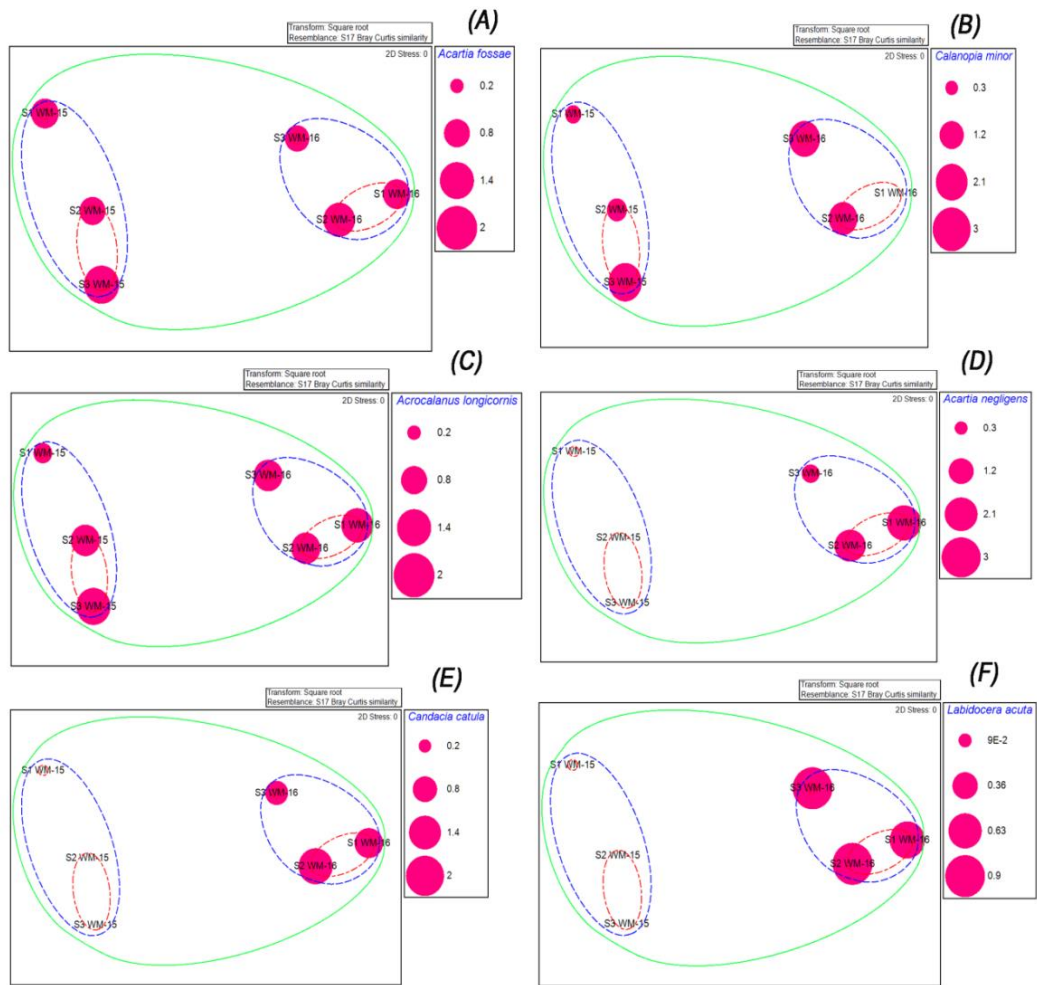 (A)
Transform: Square root
Resemblance: S17 Bray Curtis similarity
2D Stress: 0
Acartia fossae
0.2
0.8
1.4
2
S1 WM-15
S2 WM-15
S3 WM-15
S3 WM-16
S1 WM-16
S2 WM-16
(B)
Transform: Square root
Resemblance: S17 Bray Curtis similarity
2D Stress: 0
Calanopia minor
0.3
1.2
2.1
3
S1 WM-15
S2 WM-15
S3 WM-15
S3 WM-16
S1 WM-16
S2 WM-16
(C)
Transform: Square root
Resemblance: S17 Bray Curtis similarity
2D Stress: 0
Acrocalanus longicornis
0.2
0.8
1.4
2
S1 WM-15
S2 WM-15
S3 WM-15
S3 WM-16
S1 WM-16
S2 WM-16
(D)
Transform: Square root
Resemblance: S17 Bray Curtis similarity
2D Stress: 0
Acartia negligens
0.3
1.2
2.1
3
S1 WM-15
S2 WM-15
S3 WM-15
S3 WM-16
S1 WM-16
S2 WM-16
(E)
Transform: Square root
Resemblance: S17 Bray Curtis similarity
2D Stress: 0
Candacia catula
0.2
0.8
1.4
2
S1 WM-15
S2 WM-15
S3 WM-15
S3 WM-16
S1 WM-16
S2 WM-16
(F)
Transform: Square root
Resemblance: S17 Bray Curtis similarity
2D Stress: 0
Labidocera acuta
9E-2
0.36
0.63
0.9
S1 WM-15
S2 WM-15
S3 WM-15
S3 WM-16
S1 WM-16
S2 WM-16